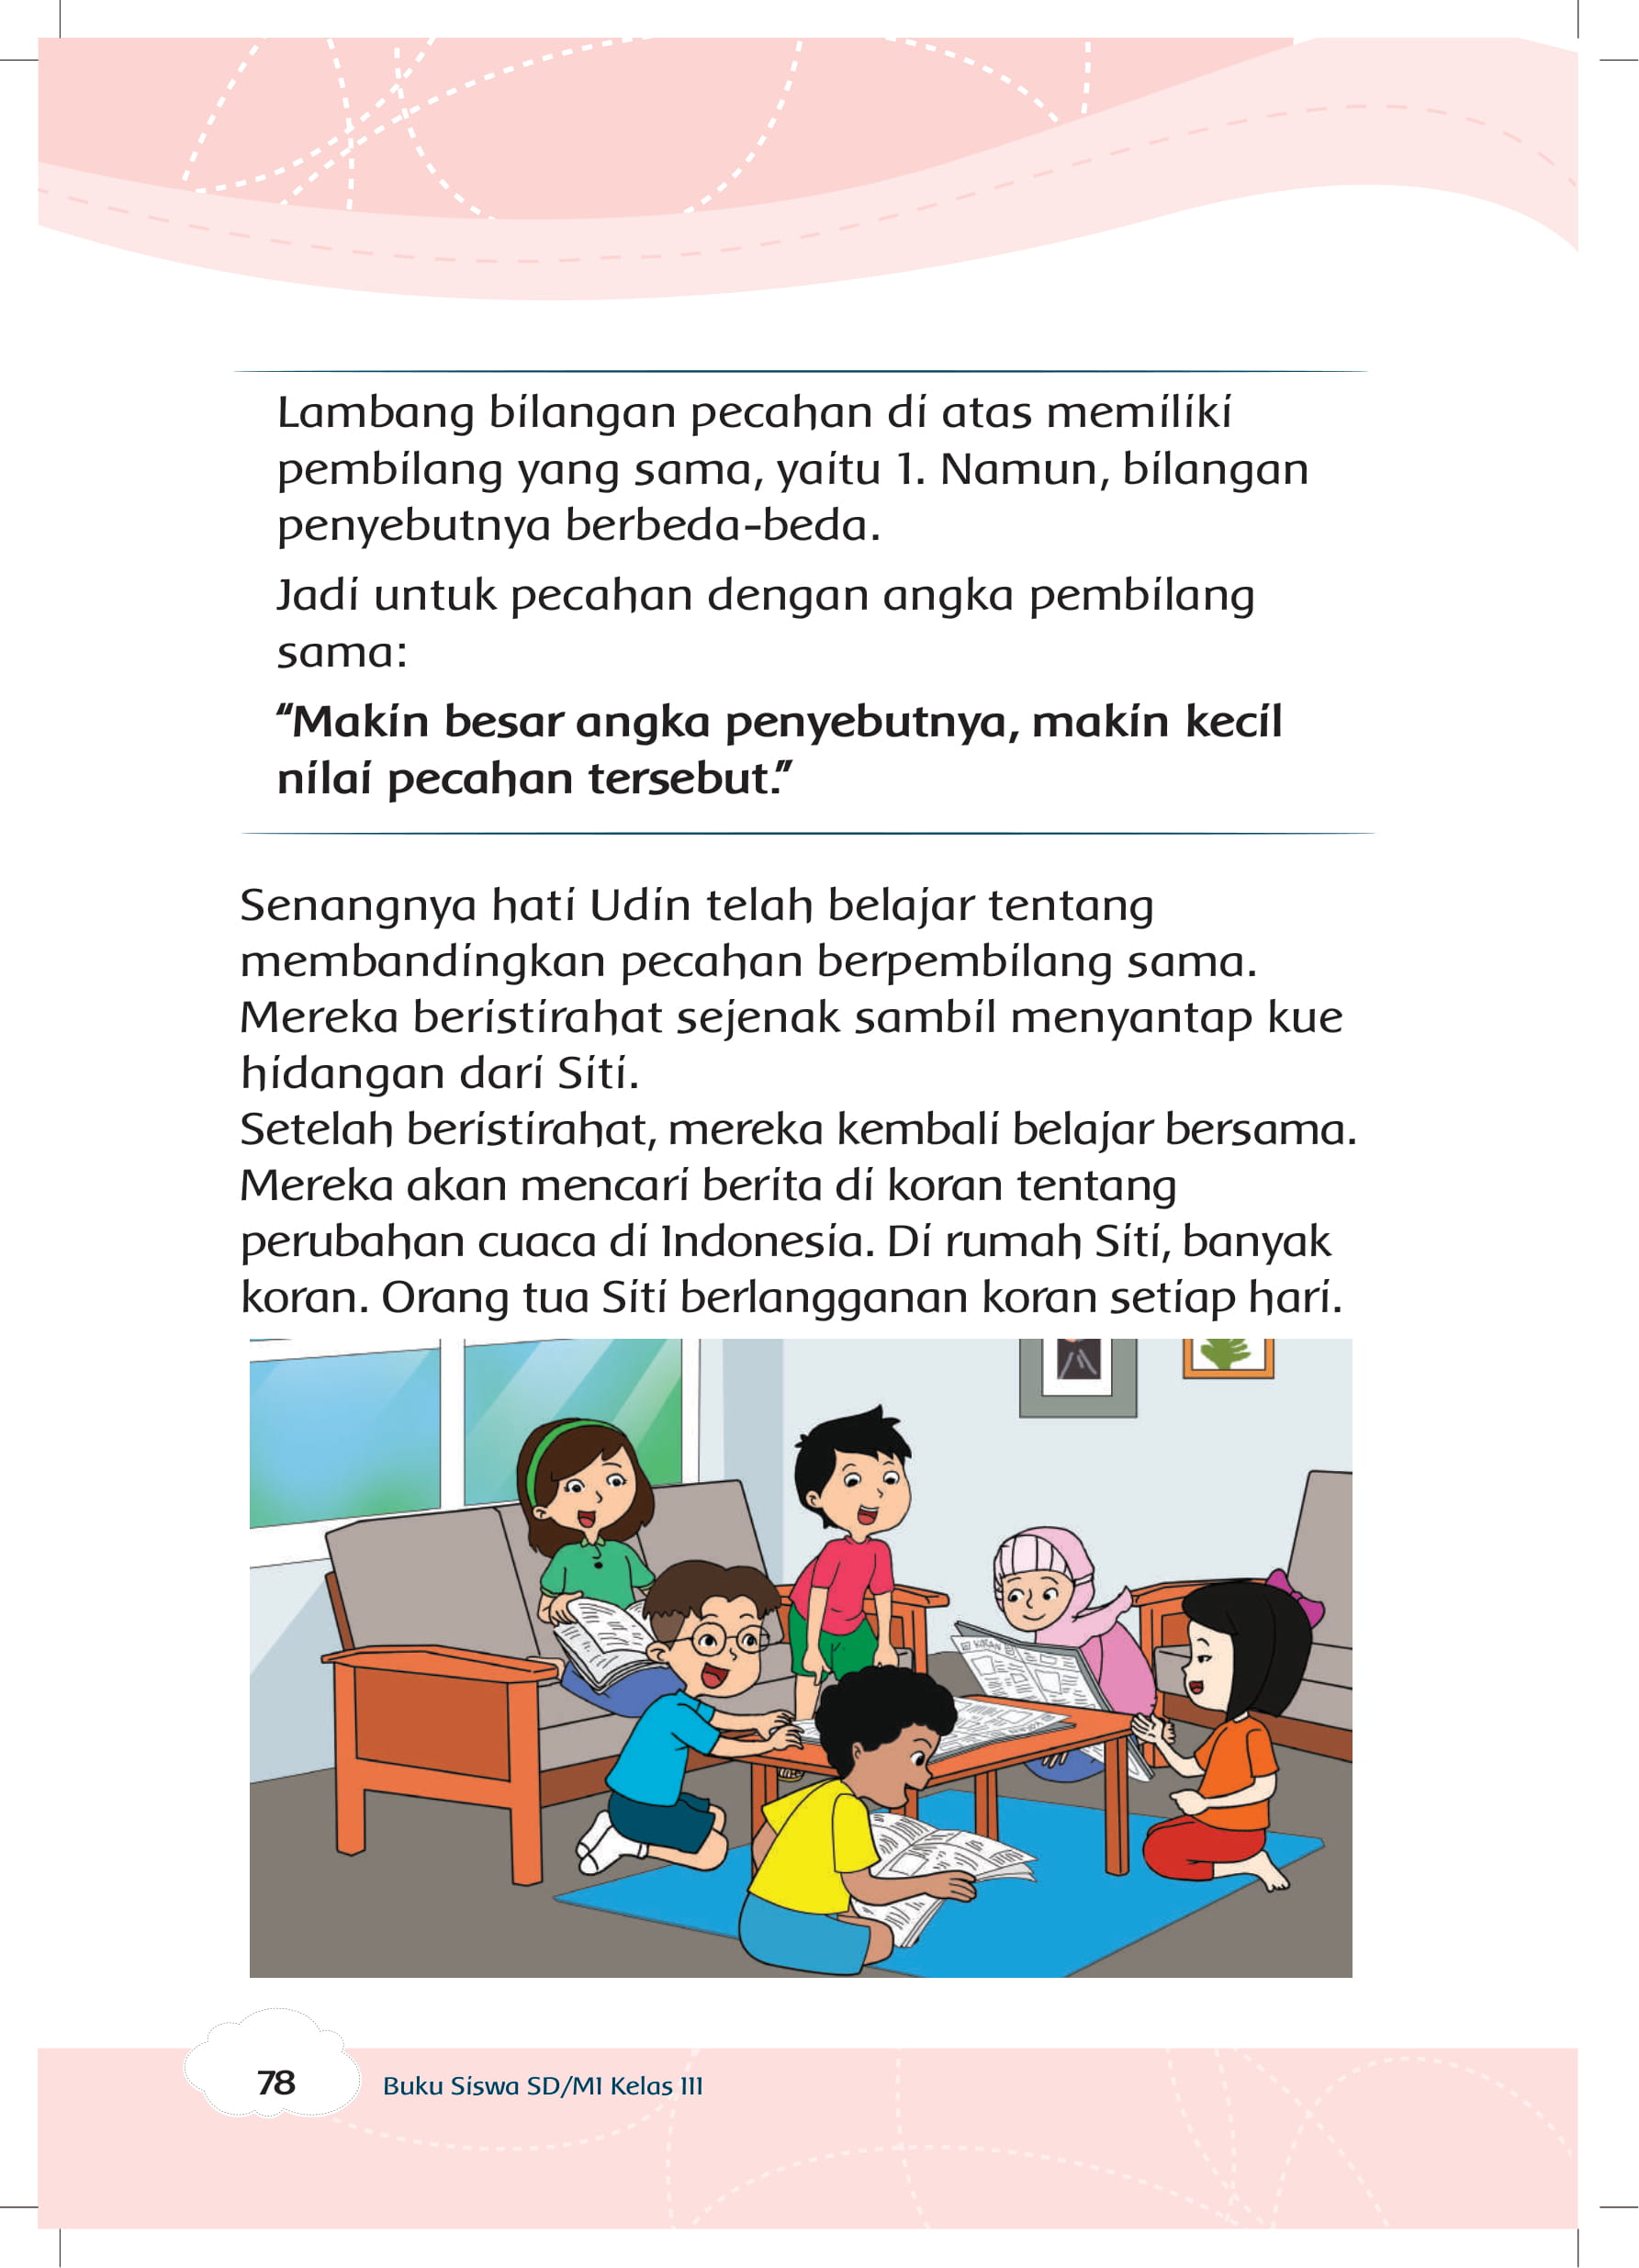 Lambang bilangan pecahan di atas memiliki
pembilang yang sama, yaitu 1. Namun, bilangan
penyebutnya berbeda-beda.
Jadi untuk pecahan dengan angka pembilang
sama:
“Makin besar angka penyebutnya, makin kecil
nilai pecahan tersebut.”
Senangnya hati Udin telah belajar tentang
membandingkan pecahan berpembilang sama.
Mereka beristirahat sejenak sambil menyantap kue
hidangan dari Siti.
Setelah beristirahat, mereka kembali belajar bersama.
Mereka akan mencari berita di koran tentang
perubahan cuaca di Indonesia. Di rumah Siti, banyak
koran. Orang tua Siti berlangganan koran setiap hari.
KORAN
78
Buku Siswa SD/MI Kelas III